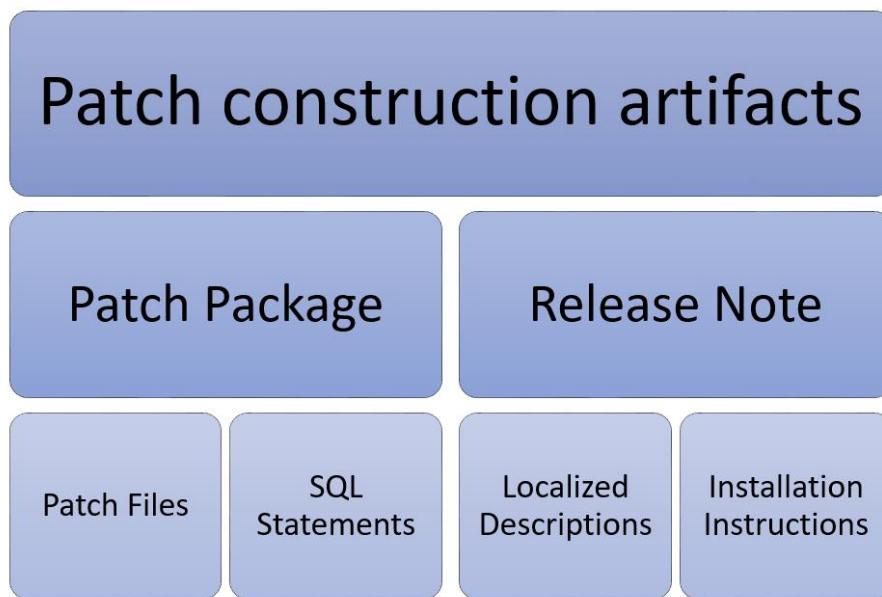 Patch construction artifacts
Patch Package
Release Note
Patch Files
SQL
Statements
Localized
Descriptions
Installation
Instructions